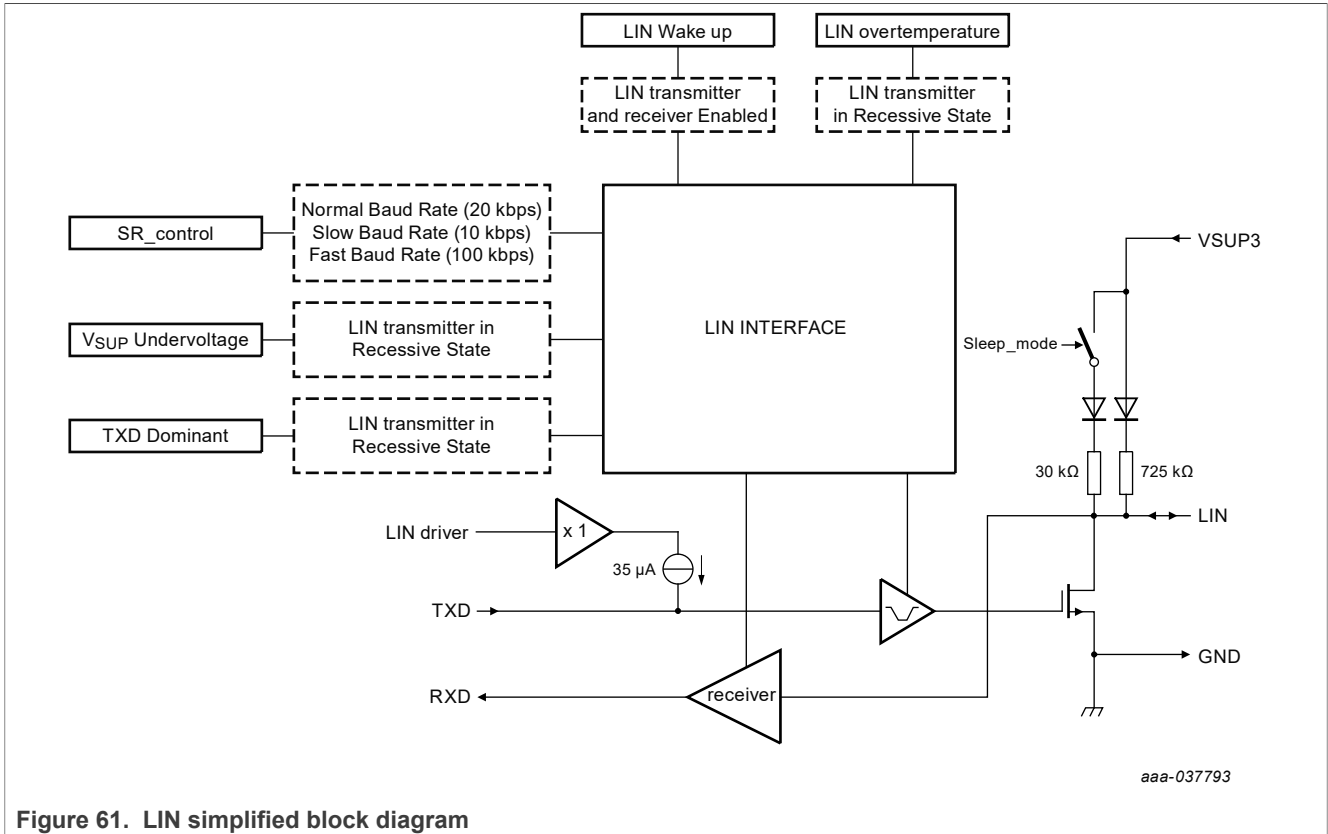 LIN Wake up
LIN overtemperature
LIN transmitter
and receiver Enabled
LIN transmitter
in Recessive State
SR_control
Normal Baud Rate (20 kbps)
Slow Baud Rate (10 kbps)
Fast Baud Rate (100 kbps)
VSUP3
VSUP Undervoltage
LIN transmitter in
Recessive State
LIN INTERFACE
Sleep_mode
TXD Dominant
LIN transmitter in
Recessive State
30 kΩ
725 kΩ
LIN
LIN driver
x 1
35 µA
TXD
GND
RXD
receiver
aaa-037793
Figure 61. LIN simplified block diagram